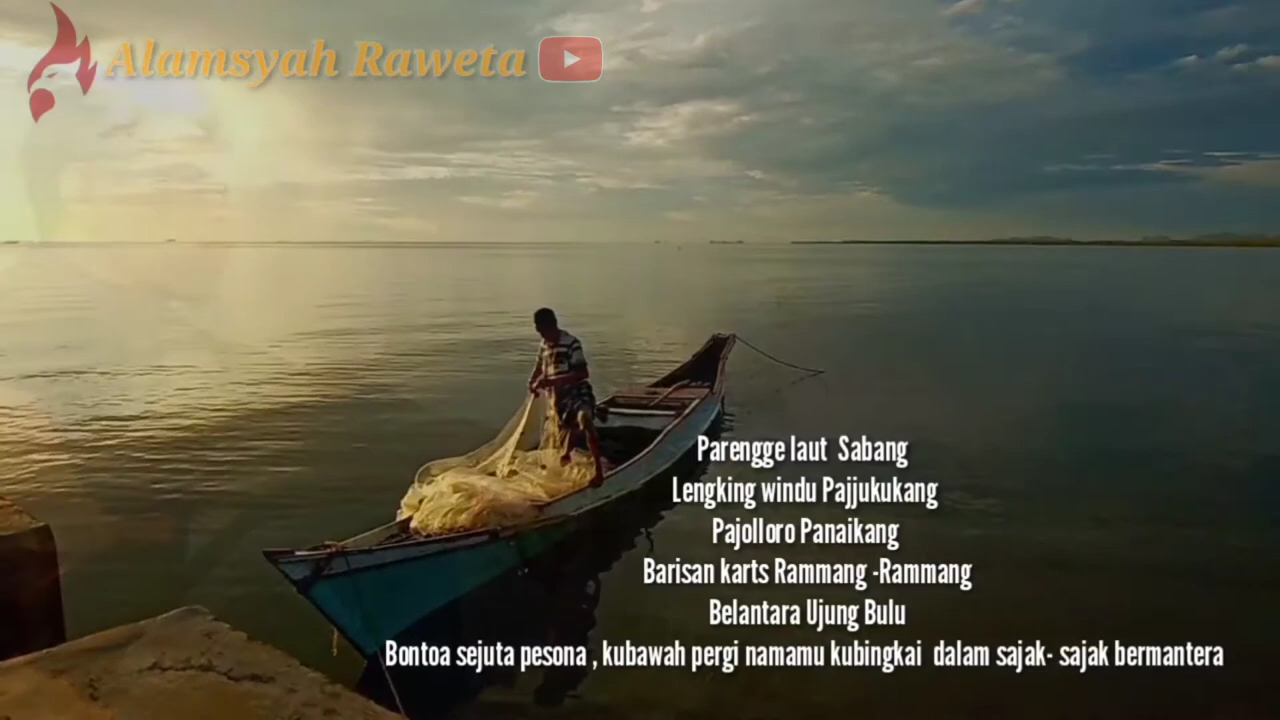 Alamsyah Raweta
Parengge laut Sabang
Lengking windu Pajjukukang
Pajolloro Panaikang
Barisan karts Rammang -Rammang
Belantara Ujung Bulu
Bontoa sejuta pesona , kubawah pergi namamu kubingkai dalam sajak- sajak bermantera